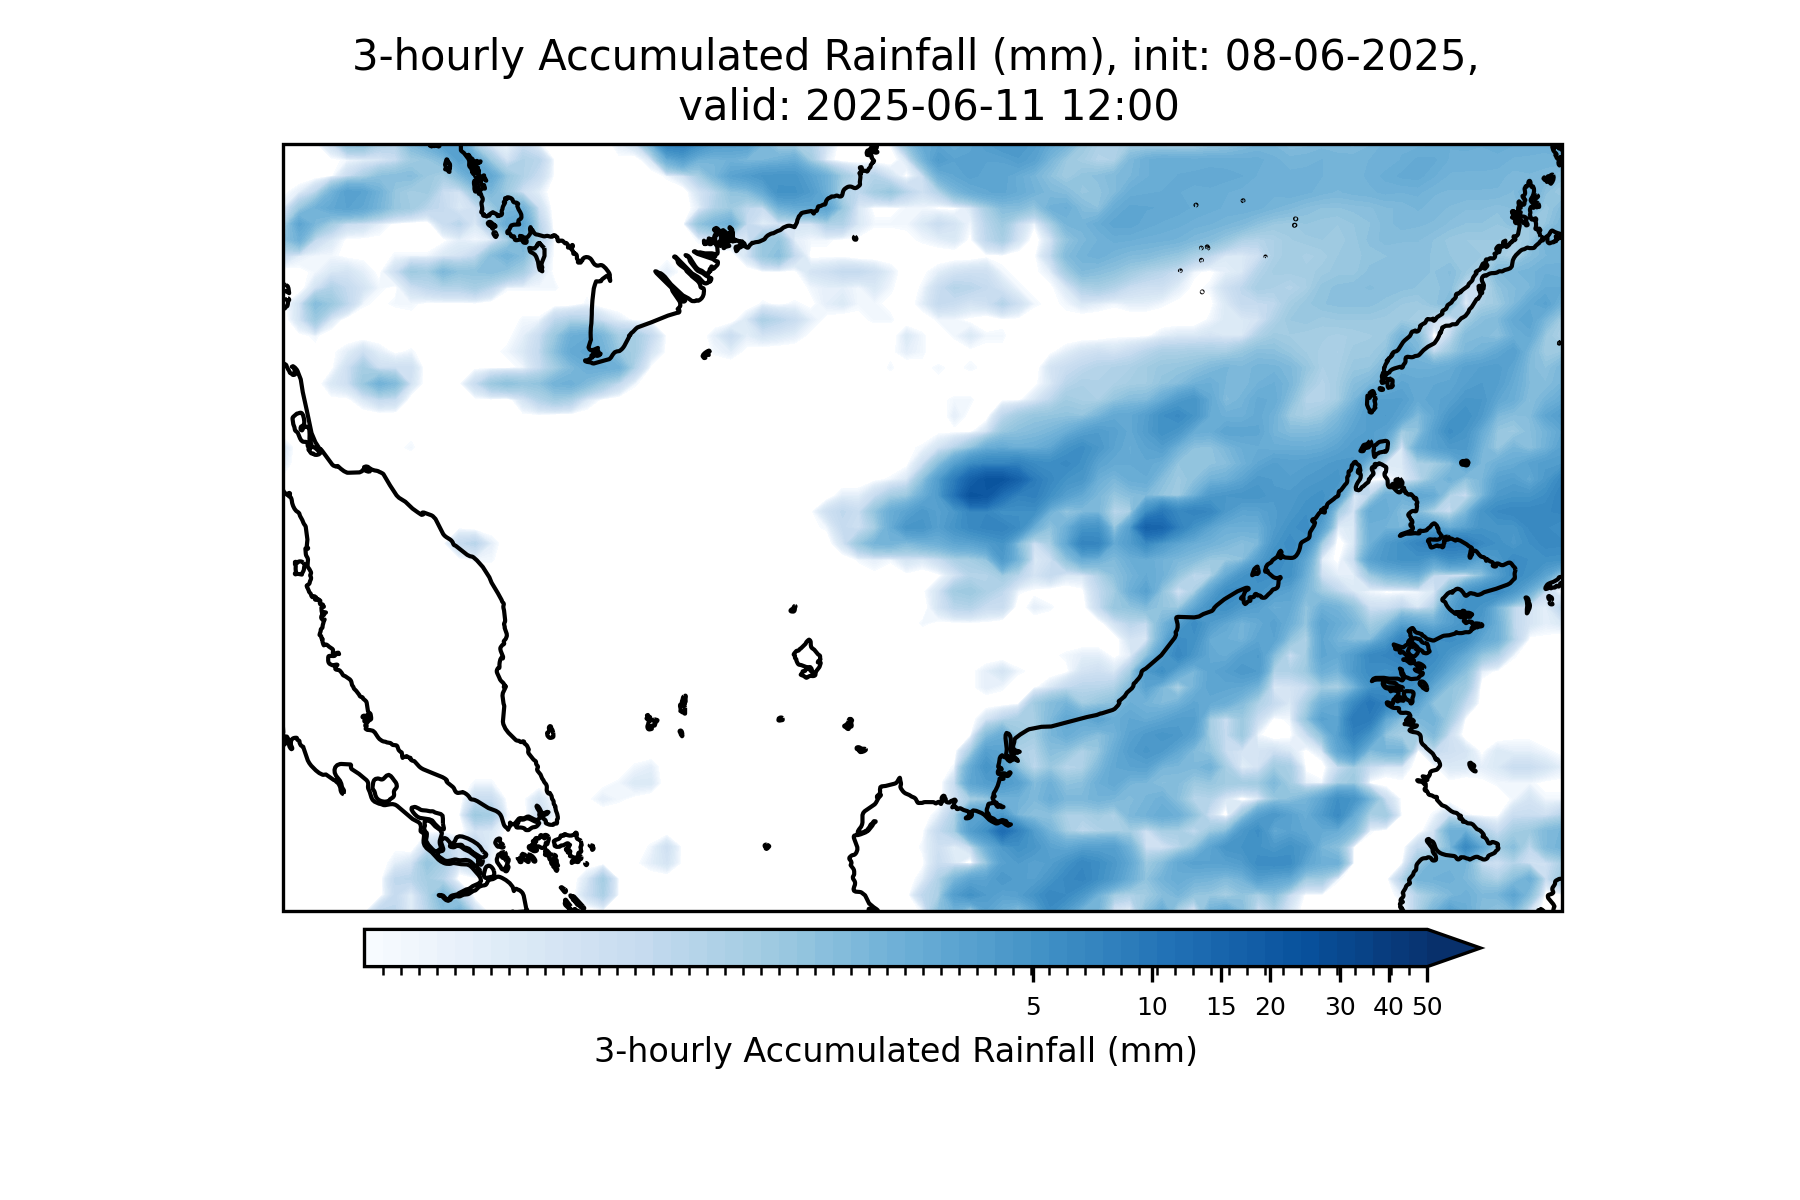 3-hourly Accumulated Rainfall (mm), init: 08-06-2025,
valid: 2025-06-11 12:00
5 10 15 20 30 40 50
3-hourly Accumulated Rainfall (mm)